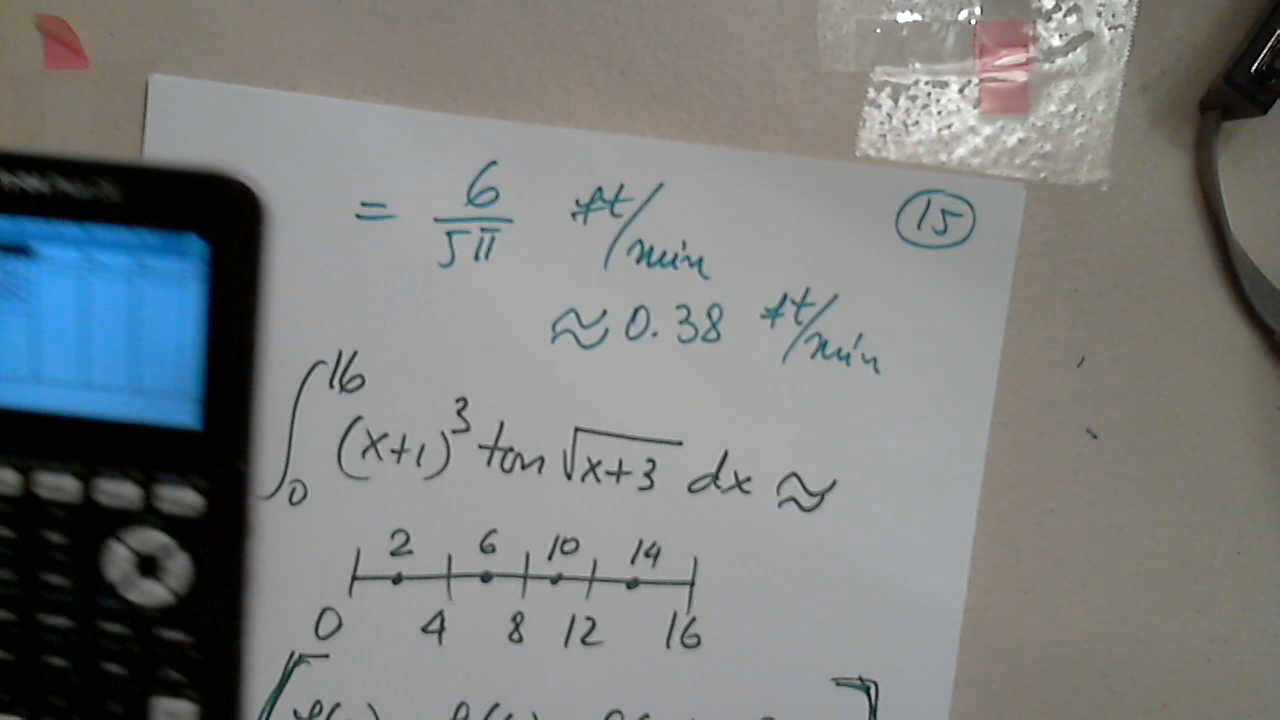 = 6/5π ft/min (15)
≈ 0.38 ft/min
∫₀¹⁶ (x+1)³ tan √(x+3) dx ≈
2 6 10 14
0 4 8 12 16